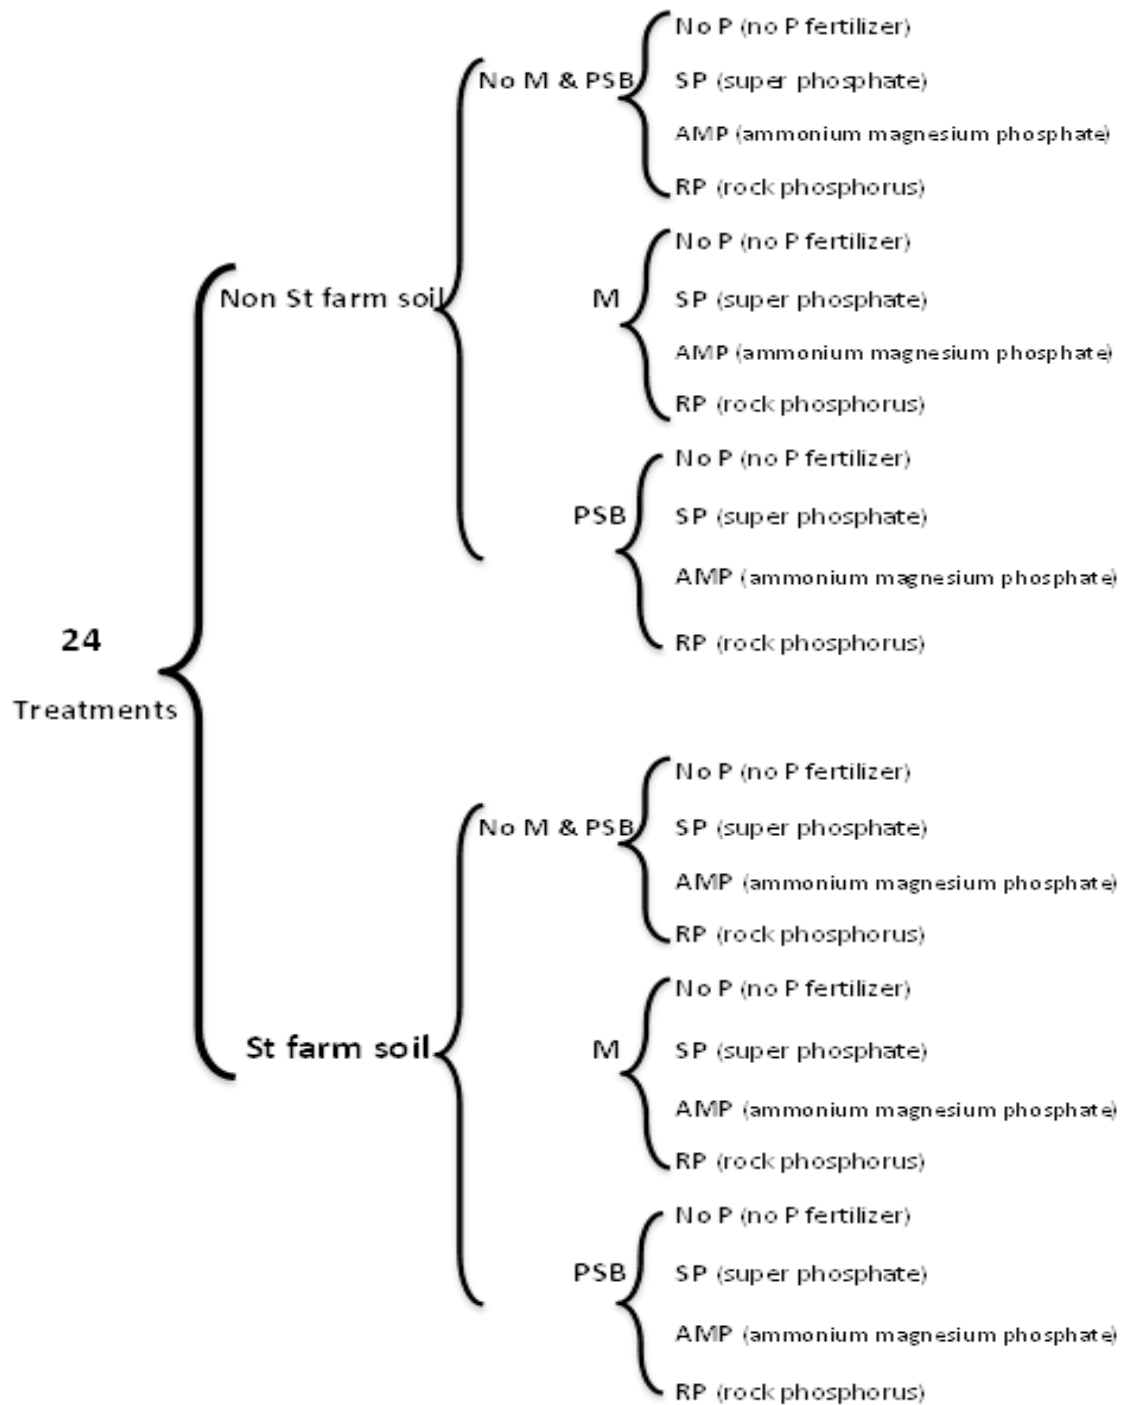 No P (no P fertilizer)
No M & PSB
SP (super phosphate)
AMP (ammonium magnesium phosphate)
RP (rock phosphorus)
No P (no P fertilizer)
Non St farm soil
M
SP (super phosphate)
AMP (ammonium magnesium phosphate)
RP (rock phosphorus)
No P (no P fertilizer)
PSB
SP (super phosphate)
AMP (ammonium magnesium phosphate)
RP (rock phosphorus)
24
Treatments
No P (no P fertilizer)
No M & PSB
SP (super phosphate)
AMP (ammonium magnesium phosphate)
RP (rock phosphorus)
No P (no P fertilizer)
St farm soil
M
SP (super phosphate)
AMP (ammonium magnesium phosphate)
RP (rock phosphorus)
No P (no P fertilizer)
PSB
SP (super phosphate)
AMP (ammonium magnesium phosphate)
RP (rock phosphorus)